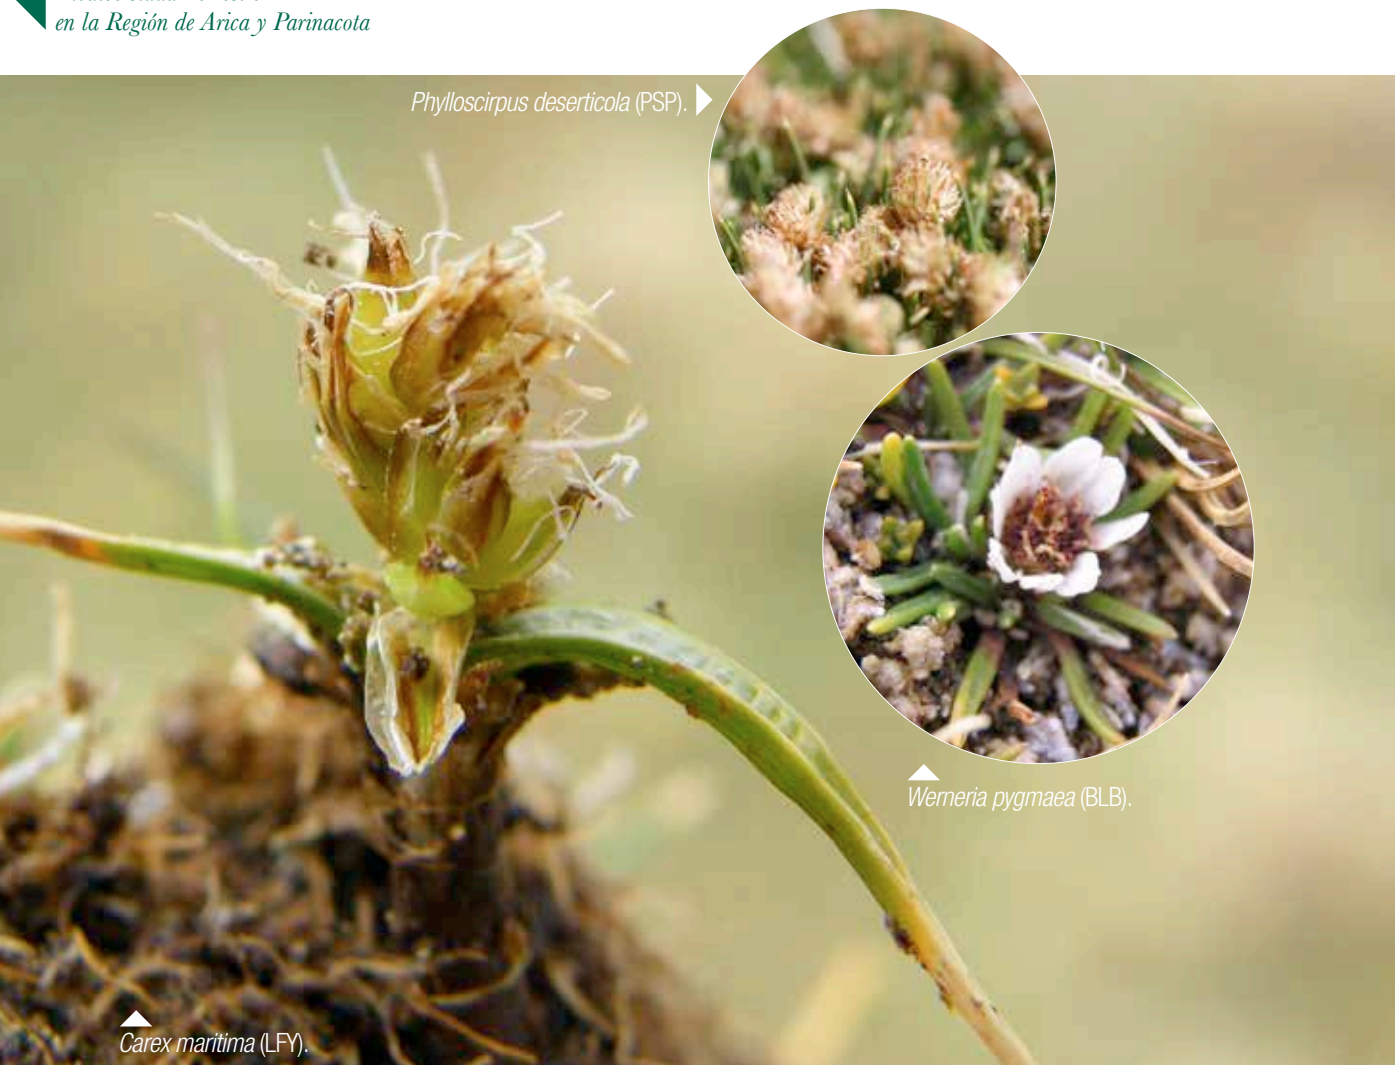 en la Región de Arica y Parinacota
Phylloscirpus deserticola (PSP).
Werneria pygmaea (BLB).
Carex maritima (LFY).